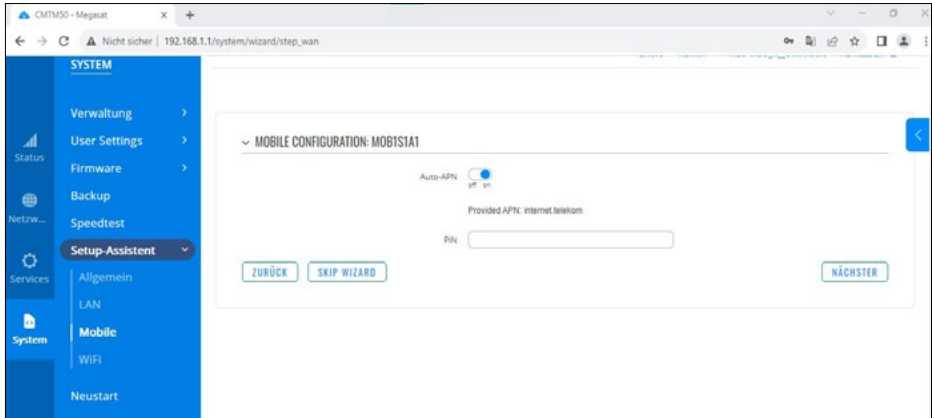 CMTM50 - Megasat
Nicht sicher | 192.168.1.1/system/wizard/step_wan
SYSTEM
Verwaltung
User Settings
Firmware
Backup
Speedtest
Setup-Assistent
Allgemein
LAN
Mobile
WiFi
Neustart
Status
Netzw...
Services
System
MOBILE CONFIGURATION: MOB1S1A1
Auto-APN
off on
Provided APN: internet.telekom
PIN
ZURÜCK
SKIP WIZARD
NÄCHSTER